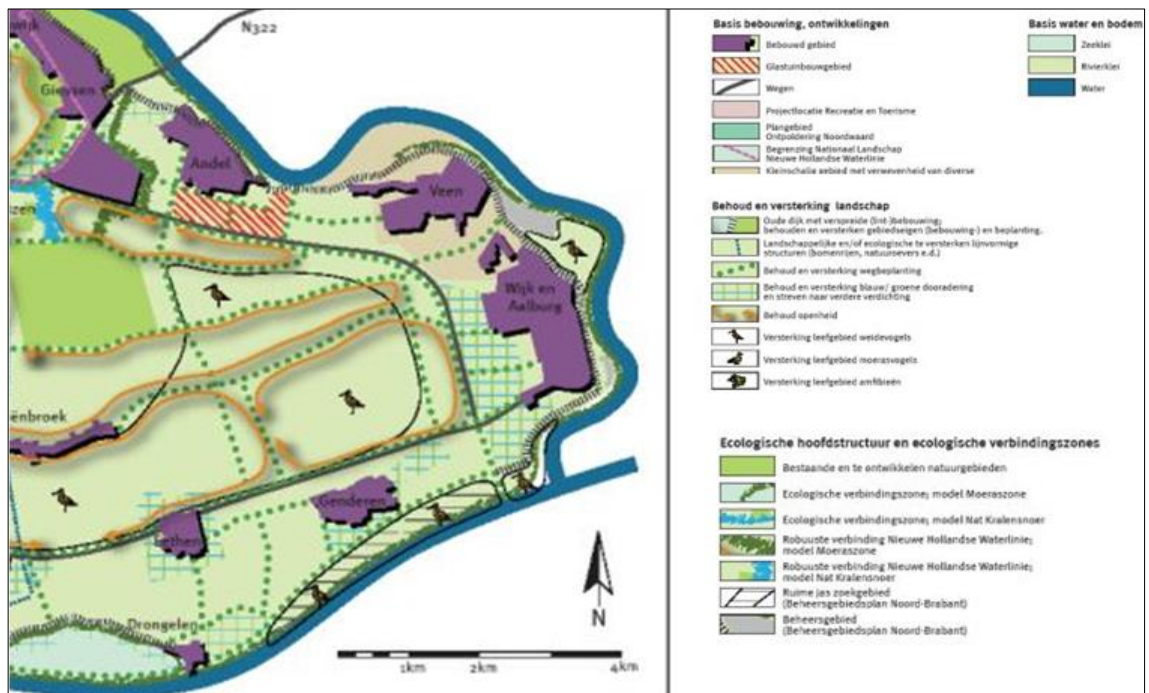 wijk
N322
Giessen
Andel
Veen
zen
Wijk en
Aalburg
ënbroek
Genderen
Eethen
Drongelen
N
1km
2km
4km
Basis bebouwing, ontwikkelingen
Bebouwd gebied
Glastuinbouwgebied
Wegen
Projectlocatie Recreatie en Toerisme
Plangebied
Ontpoldering Noordwaard
Begrenzing Nationaal Landschap
Nieuwe Hollandse Waterlinie
Kleinschalig gebied met verwevenheid van diverse
Basis water en bodem
Zeeklei
Rivierklei
Water
Behoud en versterking landschap
Oude dijk met verspreide (lint-)bebouwing;
behouden en versterken gebiedseigen (bebouwing-) en beplanting.
Landschappelijke en/of ecologische te versterken lijnvormige
structuren (bomenrijen, natuuroevers e.d.)
Behoud en versterking wegbeplanting
Behoud en versterking blauw/ groene dooradering
en streven naar verdere verdichting
Behoud openheid
Versterking leefgebied weidevogels
Versterking leefgebied moerasvogels
Versterking leefgebied amfibieën
Ecologische hoofdstructuur en ecologische verbindingszones
Bestaande en te ontwikkelen natuurgebieden
Ecologische verbindingszone; model Moeraszone
Ecologische verbindingszone; model Nat Kralensnoer
Robuuste verbinding Nieuwe Hollandse Waterlinie;
model Moeraszone
Robuuste verbinding Nieuwe Hollandse Waterlinie;
model Nat Kralensnoer
Ruime jas zoekgebied
(Beheersgebiedsplan Noord-Brabant)
Beheersgebied
(Beheersgebiedsplan Noord-Brabant)